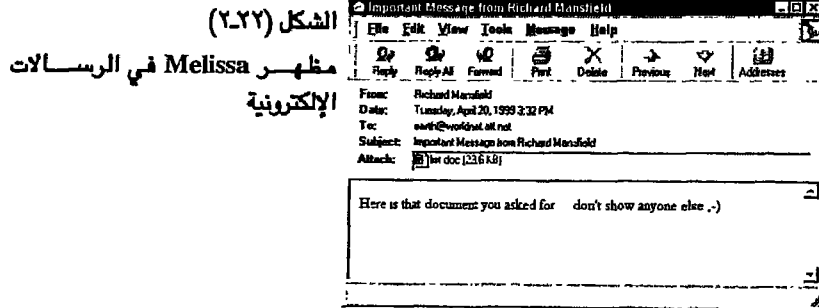 الشكل (٢٢-٢)
مظهر Melissa في الرسالات
الإلكترونية
Important Message from Richard Mansfield
File Edit View Tools Message Help
Reply Reply All Forward Print Delete Previous Next Addresses
From: Richard Mansfield
Date: Tuesday, April 20, 1999 3:32 PM
To: earth@worldnet.att.net
Subject: Important Message from Richard Mansfield
Attach: list.doc (23.6 KB)
Here is that document you asked for don't show anyone else ,-)